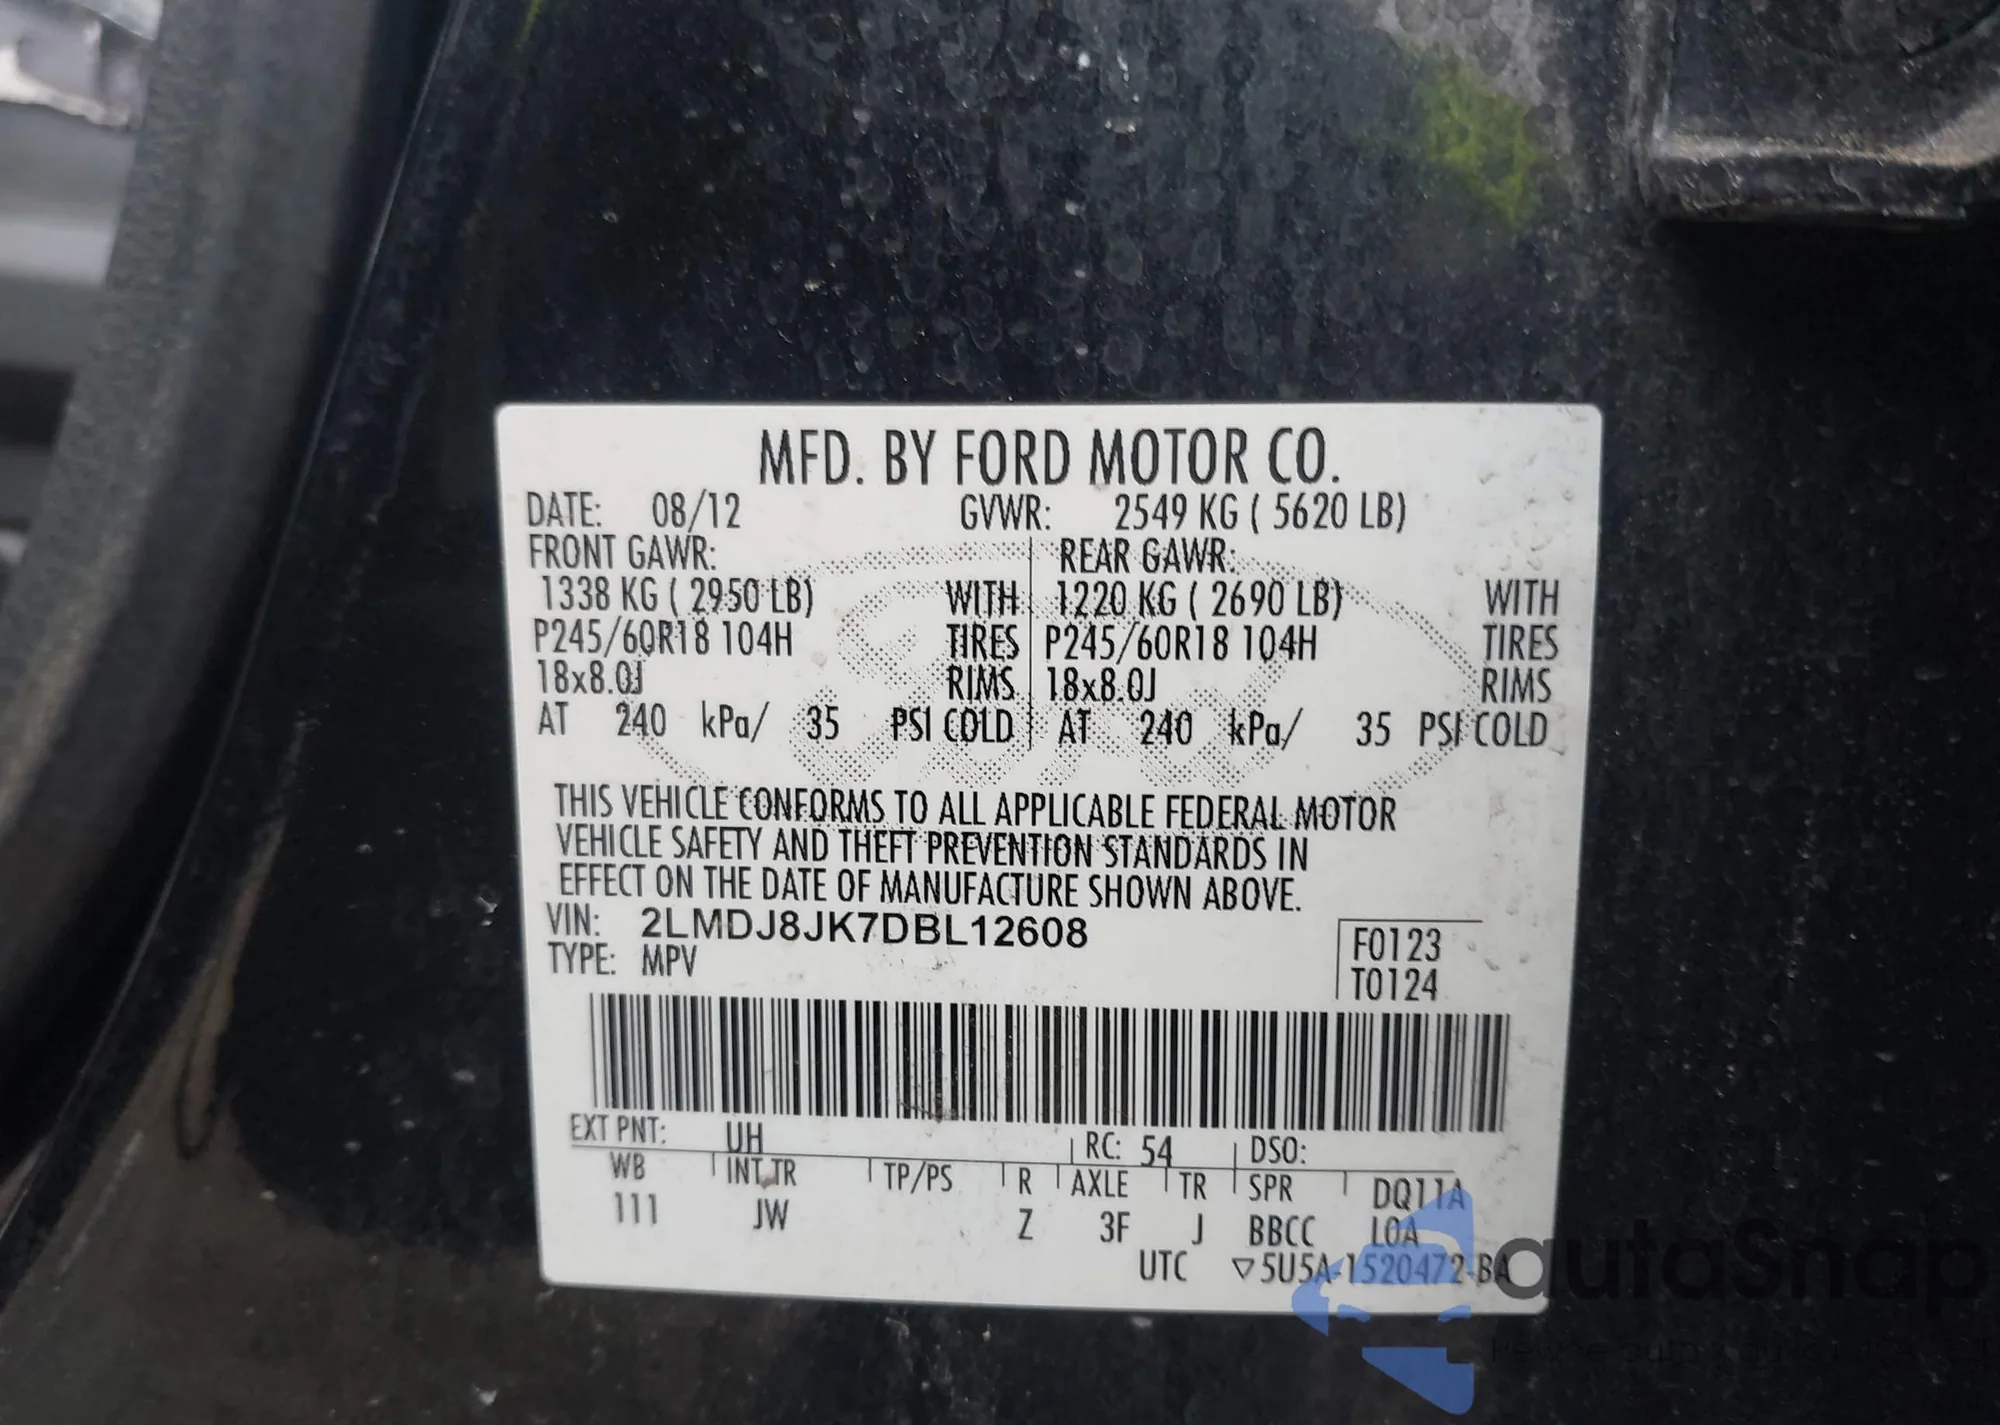 MFD. BY FORD MOTOR CO.
DATE: 08/12 GVWR: 2549 KG ( 5620 LB)
FRONT GAWR: REAR GAWR:
1338 KG ( 2950 LB) WITH 1220 KG ( 2690 LB) WITH
P245/60R18 104H TIRES P245/60R18 104H TIRES
18x8.0J RIMS 18x8.0J RIMS
AT 240 kPa/ 35 PSI COLD AT 240 kPa/ 35 PSI COLD
THIS VEHICLE CONFORMS TO ALL APPLICABLE FEDERAL MOTOR
VEHICLE SAFETY AND THEFT PREVENTION STANDARDS IN
EFFECT ON THE DATE OF MANUFACTURE SHOWN ABOVE.
VIN: 2LMDJ8JK7DBL12608
TYPE: MPV
F0123
T0124
EXT PNT: UH RC: 54 DSO:
WB INT TR TP/PS R AXLE TR SPR DQ11A
111 JW Z 3F J BBCC LOA
UTC ▽5U5A-1520472-BA
autoSnap